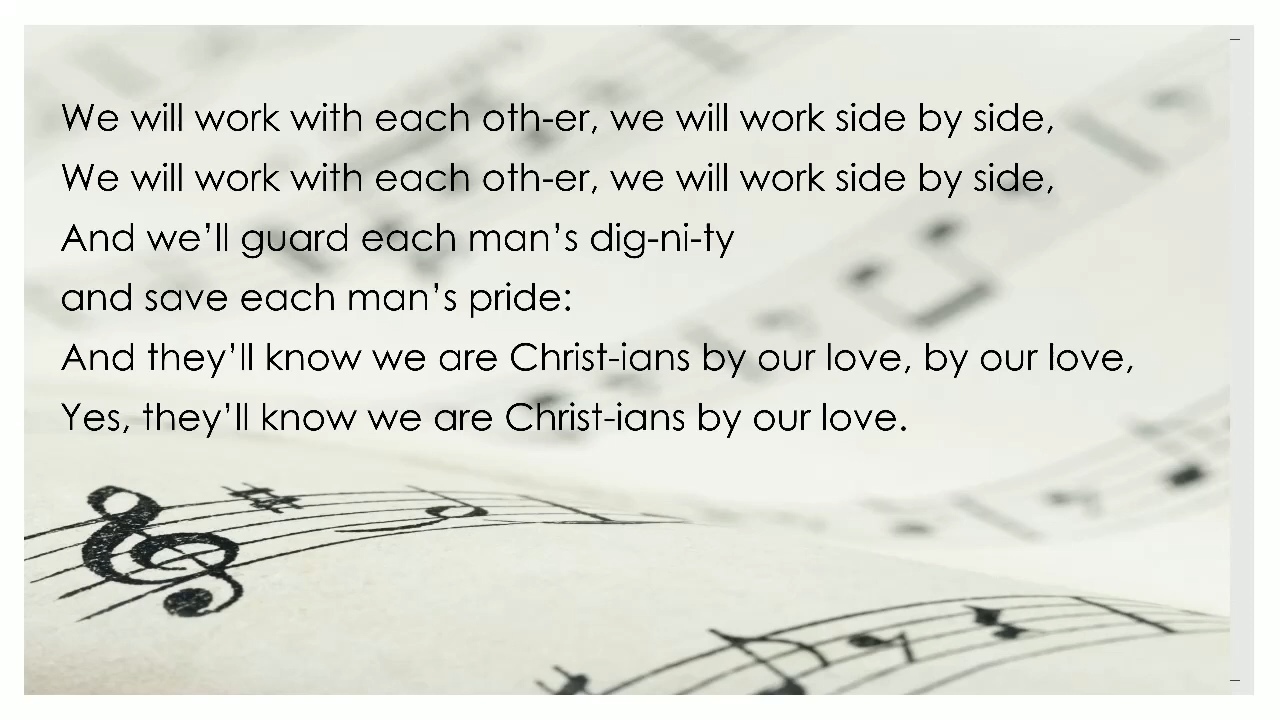 We will work with each oth-er, we will work side by side,
We will work with each oth-er, we will work side by side,
And we’ll guard each man’s dig-ni-ty
and save each man’s pride:
And they’ll know we are Christ-ians by our love, by our love,
Yes, they’ll know we are Christ-ians by our love.